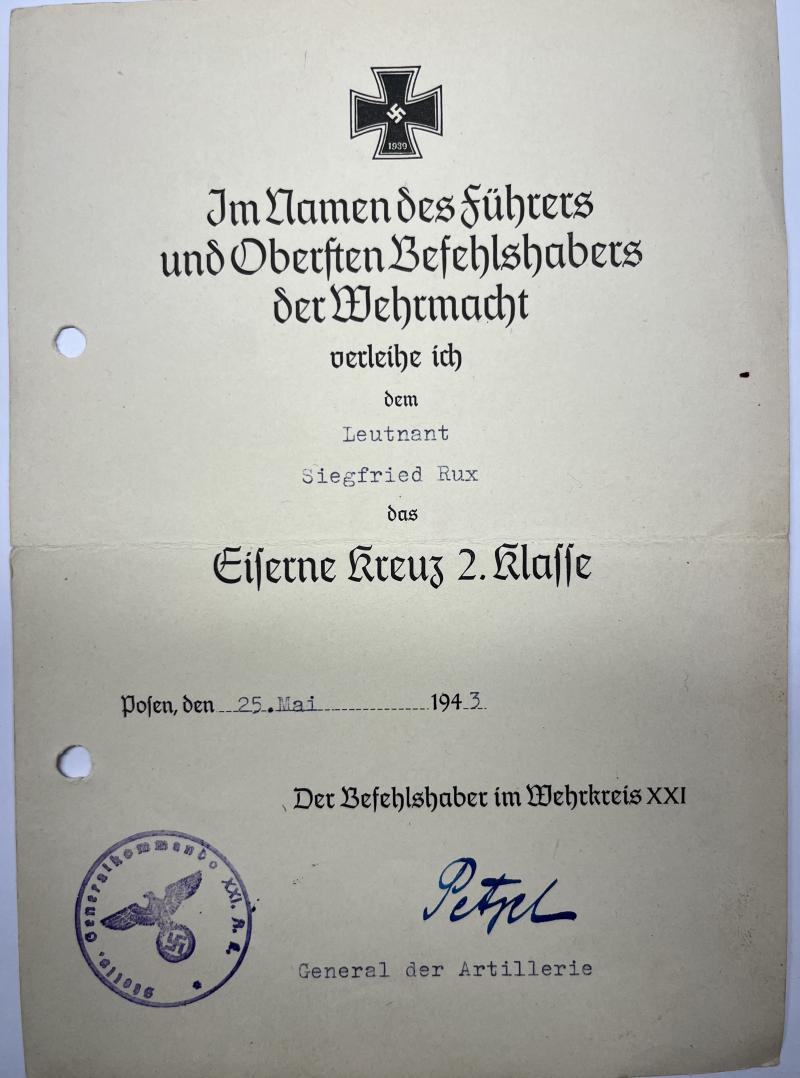 1939
Im Namen des Führers
und Obersten Befehlshabers
der Wehrmacht
verleihe ich
dem
Leutnant
Siegfried Rux
das
Eiserne Kreuz 2. Klasse
Posen, den 25. Mai 1943
Der Befehlshaber im Wehrkreis XXI
Petzel
General der Artillerie
Stellv. Generalkommando XXI. A. K.